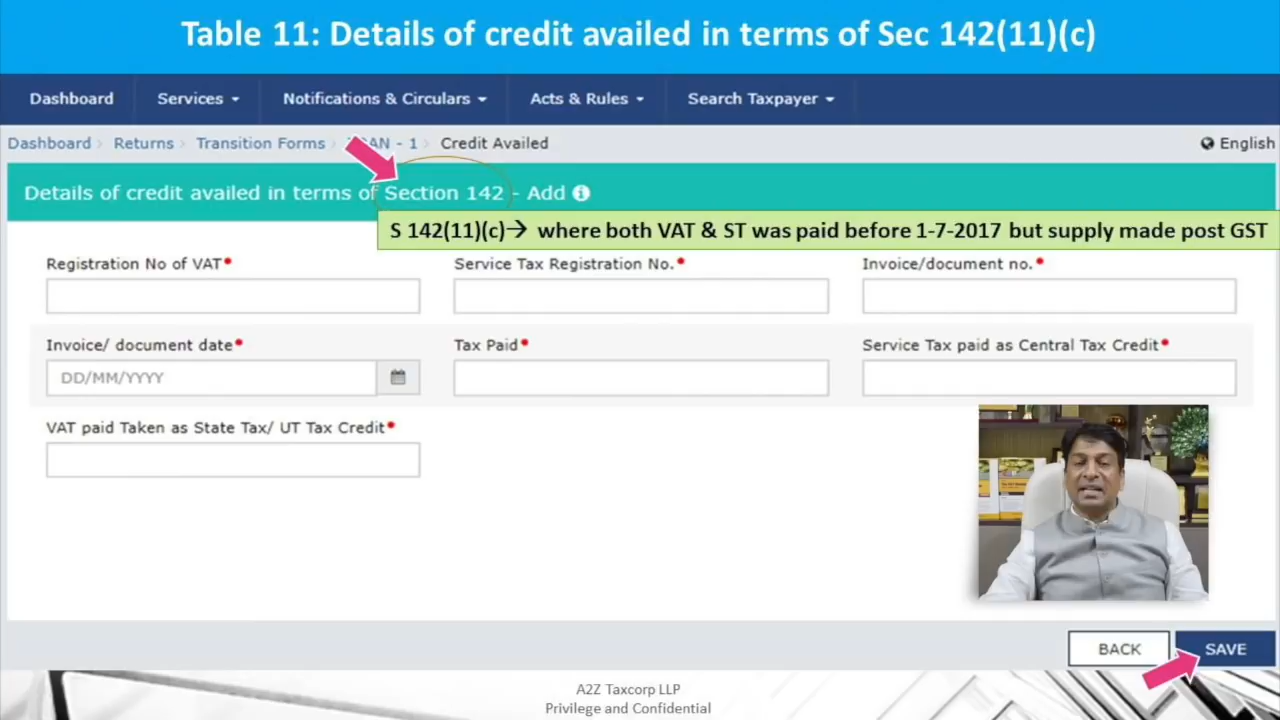 Table 11: Details of credit availed in terms of Sec 142(11)(c)
Dashboard Services Notifications & Circulars Acts & Rules Search Taxpayer
Dashboard Returns Transition Forms - 1 Credit Availed English
Details of credit availed in terms of Section 142 - Add
S 142(11)(c)→ where both VAT & ST was paid before 1-7-2017 but supply made post GST
Registration No of VAT* Service Tax Registration No.* Invoice/document no.*
Invoice/ document date* Tax Paid* Service Tax paid as Central Tax Credit*
DD/MM/YYYY
VAT paid Taken as State Tax/ UT Tax Credit*
BACK SAVE
A2Z Taxcorp LLP
Privilege and Confidential